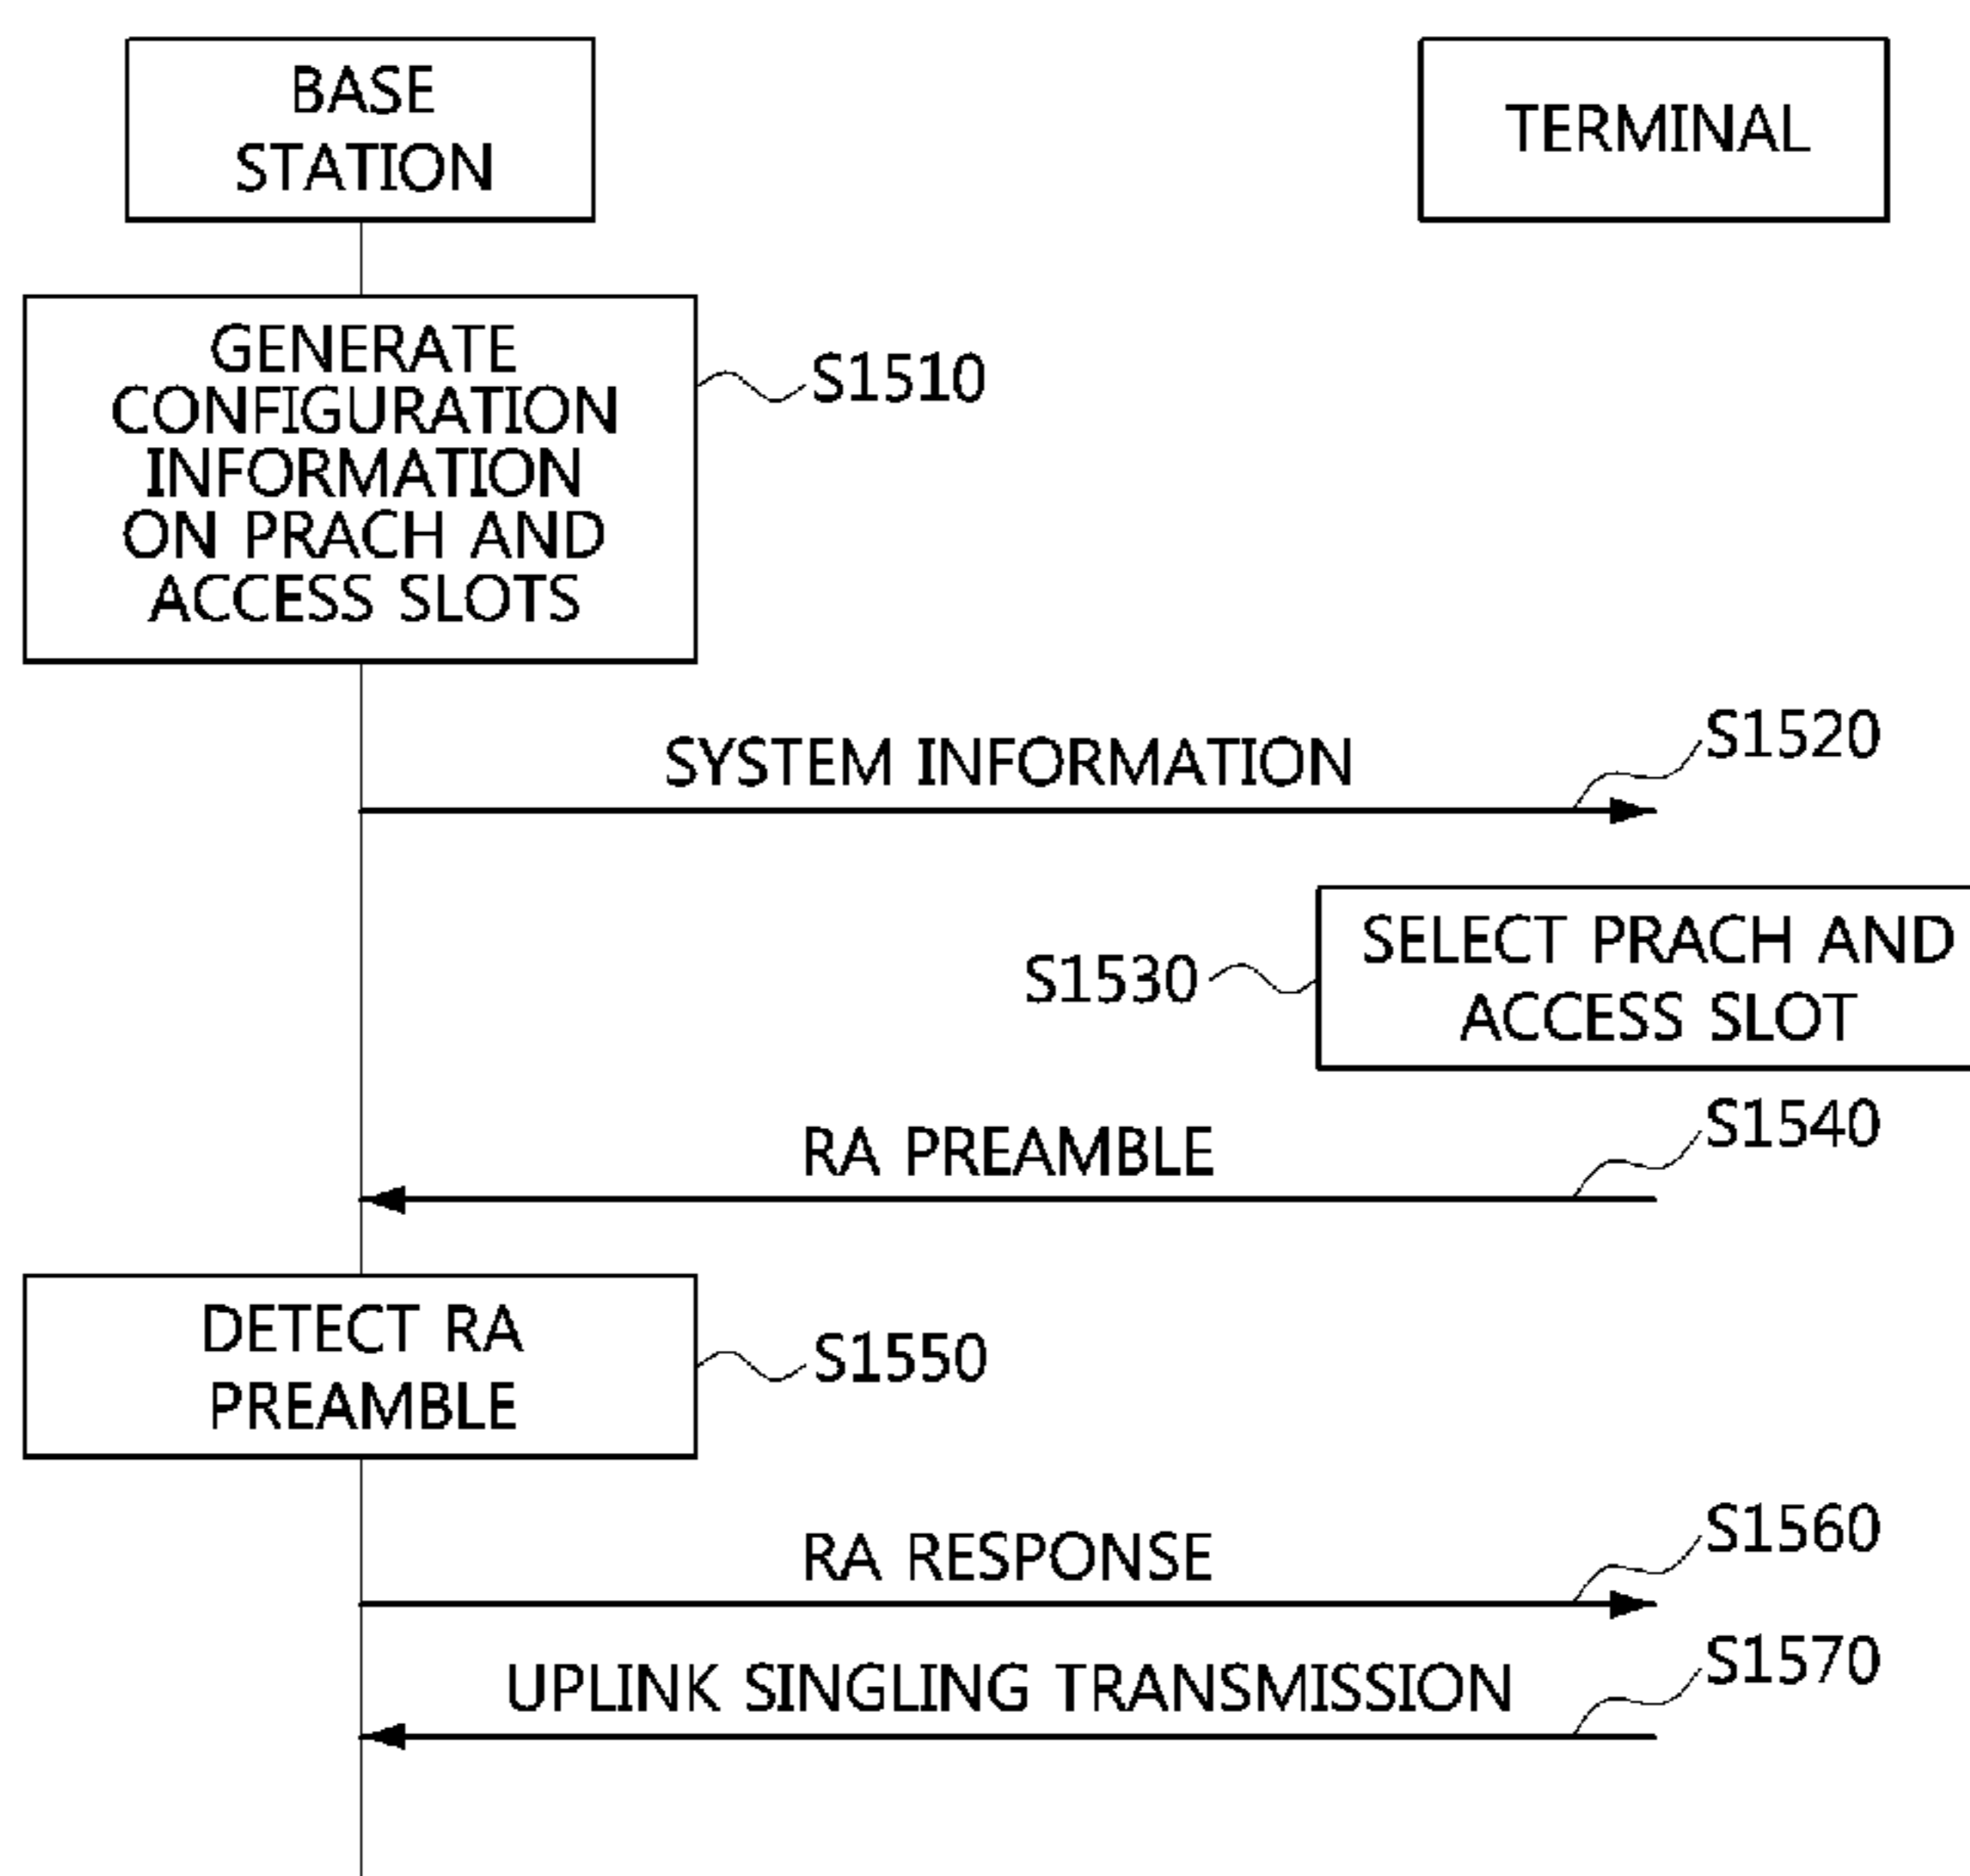 BASE
STATION
TERMINAL
GENERATE
CONFIGURATION
INFORMATION
ON PRACH AND
ACCESS SLOTS
S1510
SYSTEM INFORMATION
S1520
SELECT PRACH AND
ACCESS SLOT
S1530
RA PREAMBLE
S1540
DETECT RA
PREAMBLE
S1550
RA RESPONSE
S1560
UPLINK SINGLING TRANSMISSION
S1570